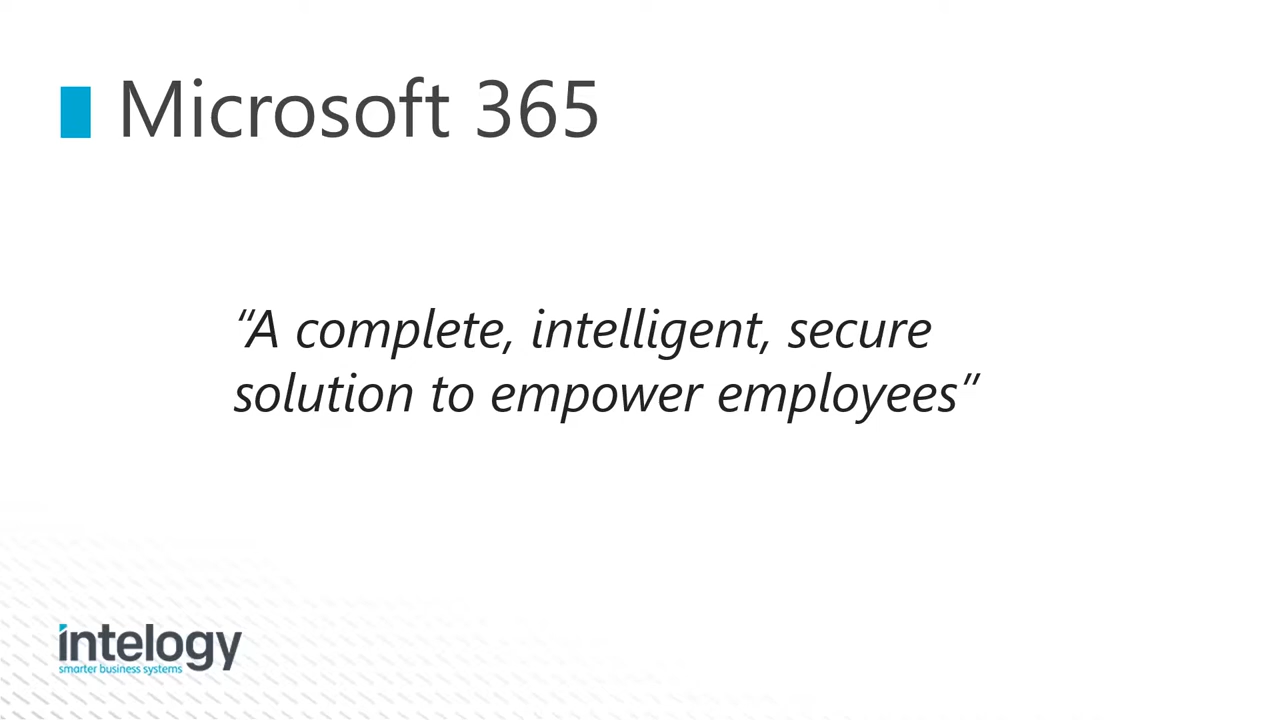 Microsoft 365
“A complete, intelligent, secure
solution to empower employees”
intelogy
smarter business systems